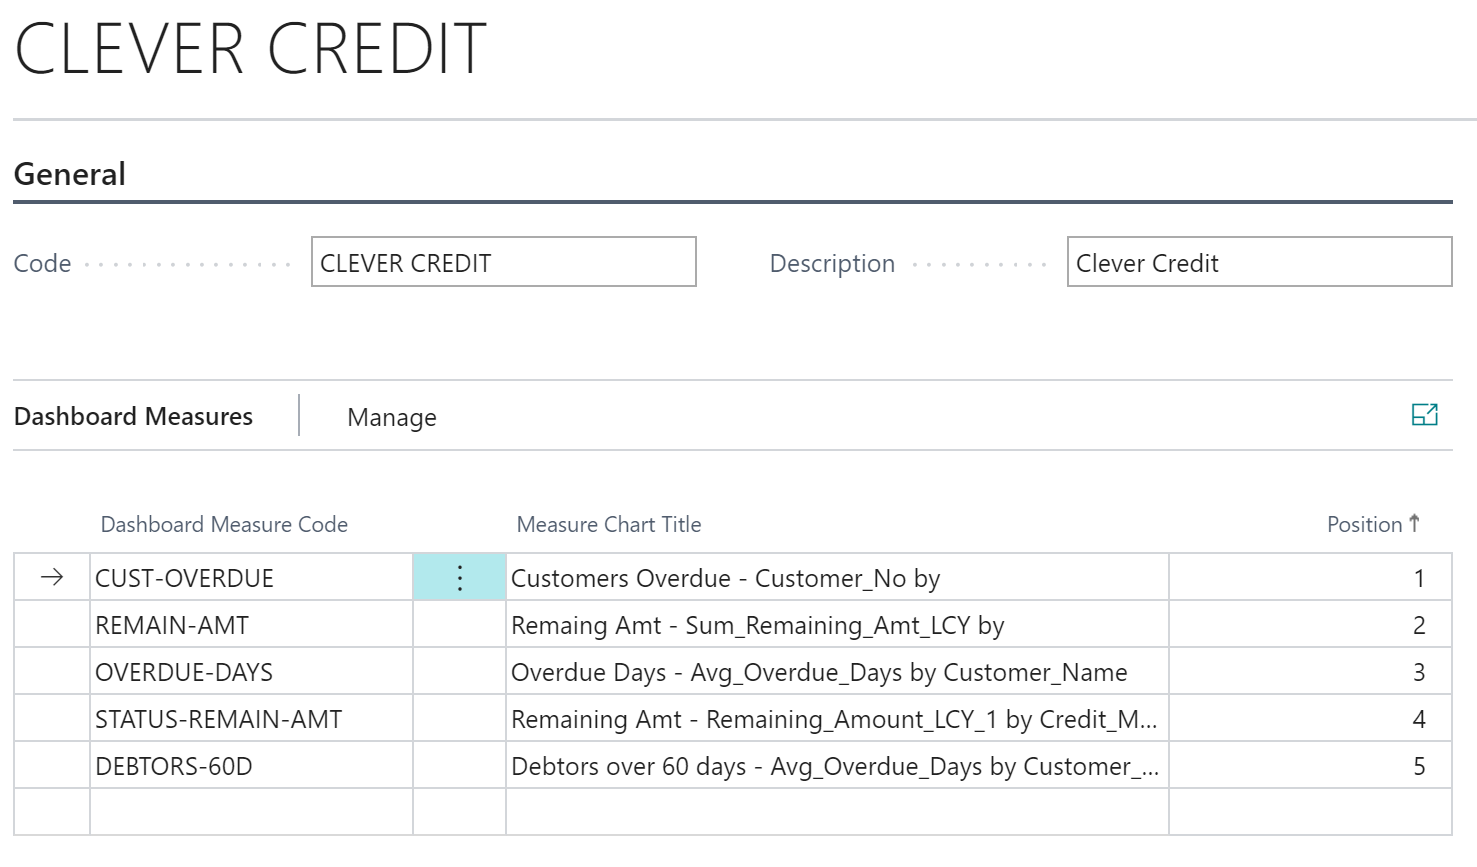 CLEVER CREDIT
General
Code CLEVER CREDIT Description Clever Credit
Dashboard Measures Manage
Dashboard Measure Code Measure Chart Title Position
CUST-OVERDUE Customers Overdue - Customer_No by 1
REMAIN-AMT Remaing Amt - Sum_Remaining_Amt_LCY by 2
OVERDUE-DAYS Overdue Days - Avg_Overdue_Days by Customer_Name 3
STATUS-REMAIN-AMT Remaining Amt - Remaining_Amount_LCY_1 by Credit_M... 4
DEBTORS-60D Debtors over 60 days - Avg_Overdue_Days by Customer_... 5